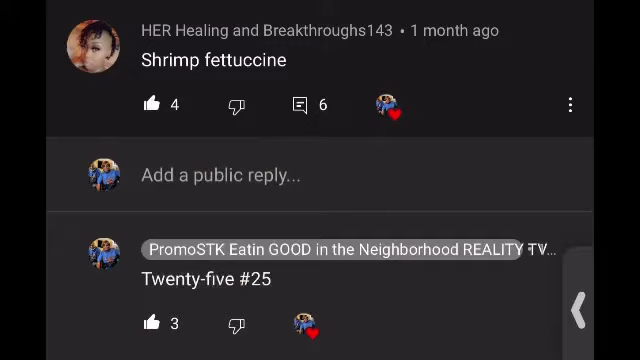 HER Healing and Breakthroughs143 • 1 month ago
Shrimp fettuccine
4 6
Add a public reply...
PromoSTK Eatin GOOD in the Neighborhood REALITY TV...
Twenty-five #25
3